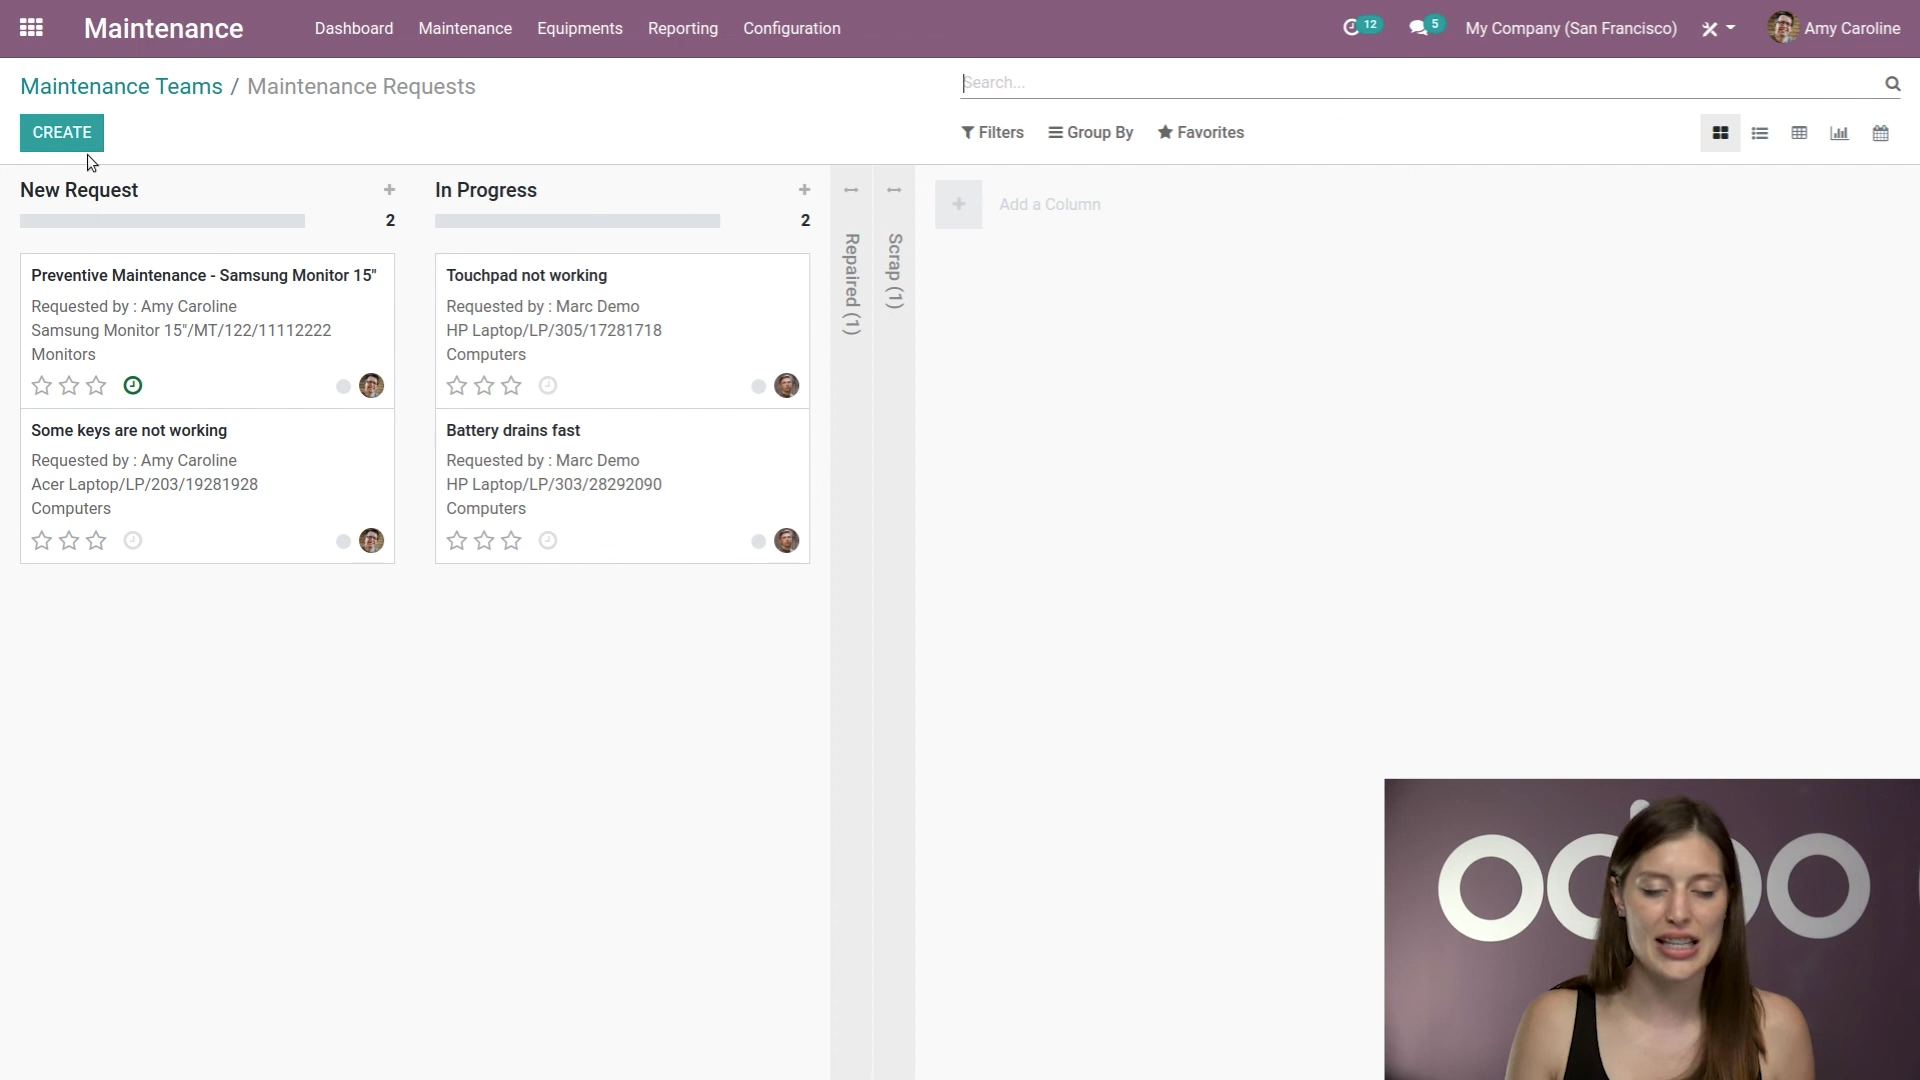 Maintenance
Dashboard
Maintenance
Equipments
Reporting
Configuration
12
5
My Company (San Francisco)
Amy Caroline
Maintenance Teams / Maintenance Requests
Search...
CREATE
Filters
Group By
Favorites
New Request
2
In Progress
2
Repaired (1)
Scrap (1)
Add a Column
Preventive Maintenance - Samsung Monitor 15"
Requested by : Amy Caroline
Samsung Monitor 15"/MT/122/11112222
Monitors
Some keys are not working
Requested by : Amy Caroline
Acer Laptop/LP/203/19281928
Computers
Touchpad not working
Requested by : Marc Demo
HP Laptop/LP/305/17281718
Computers
Battery drains fast
Requested by : Marc Demo
HP Laptop/LP/303/28292090
Computers